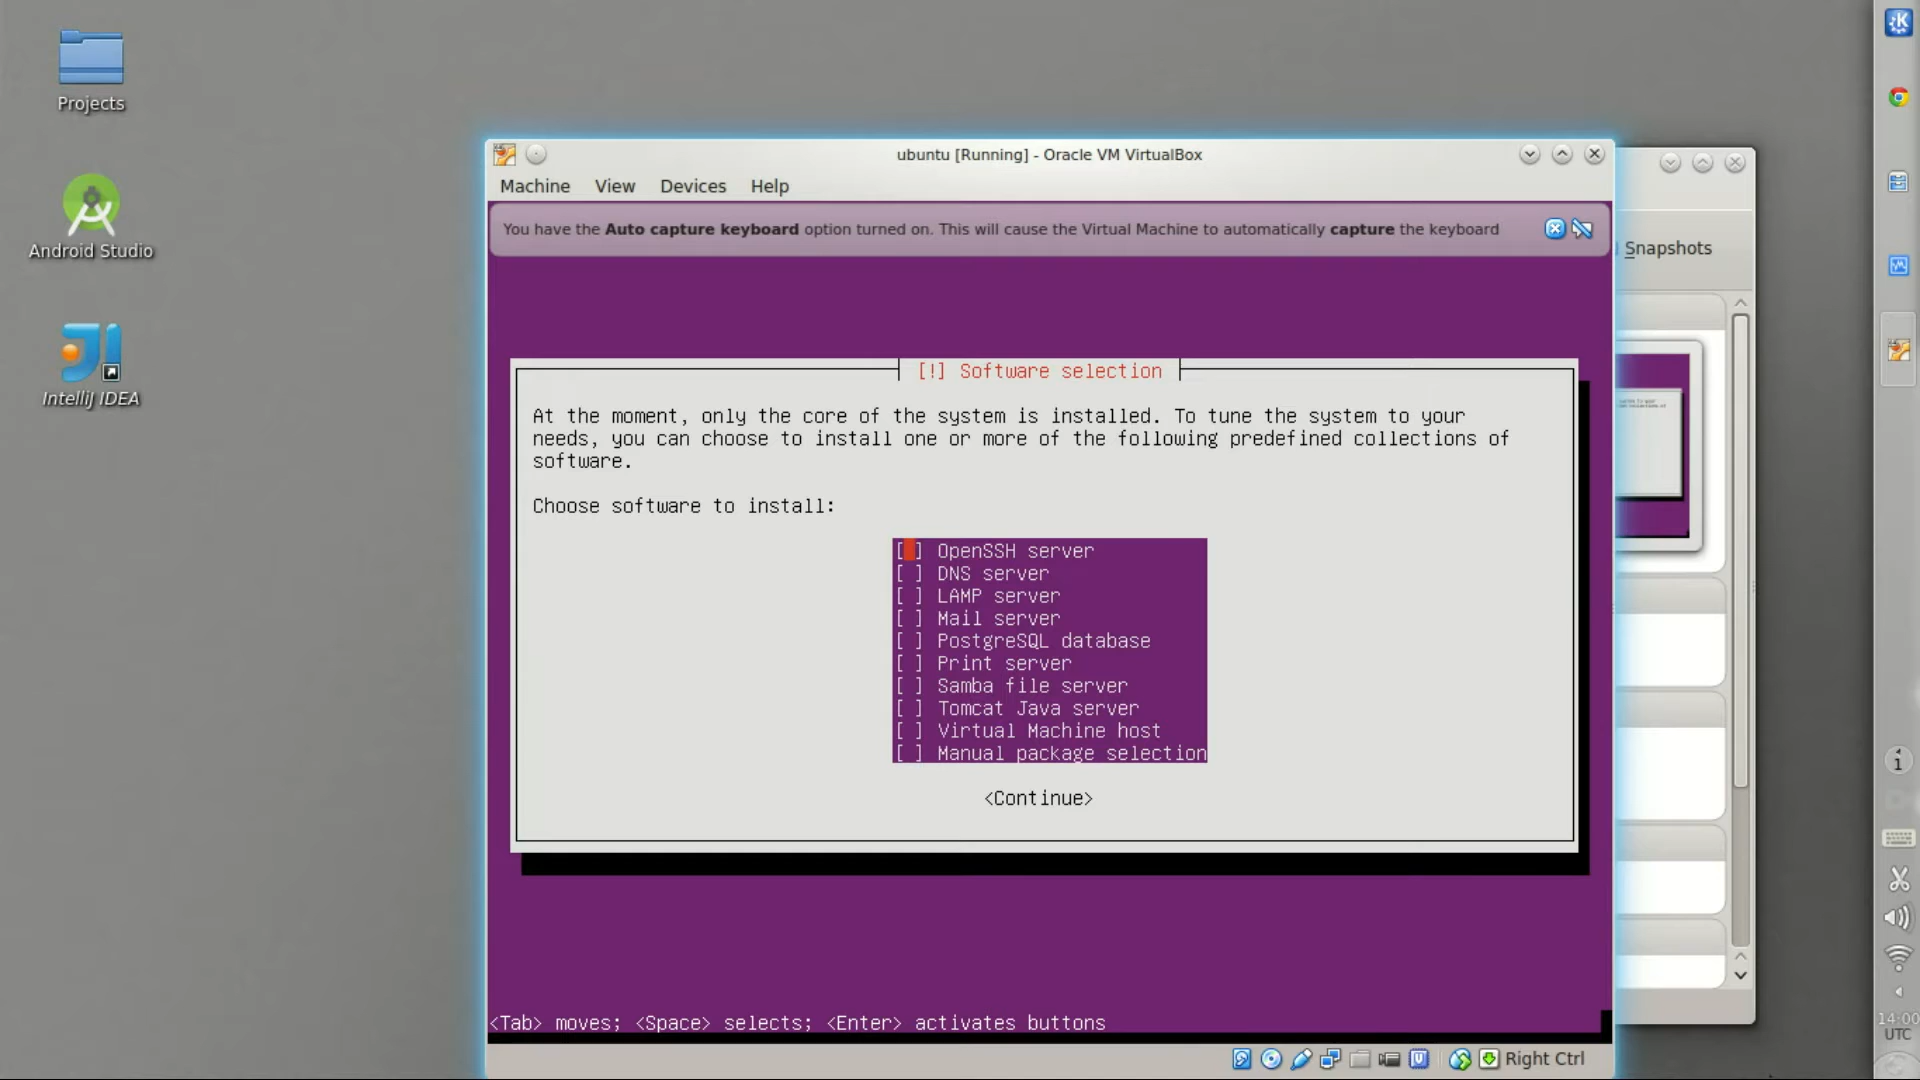 Projects
Android Studio
IntelliJ IDEA
ubuntu [Running] - Oracle VM VirtualBox
Machine View Devices Help
You have the Auto capture keyboard option turned on. This will cause the Virtual Machine to automatically capture the keyboard
Snapshots
[!] Software selection
At the moment, only the core of the system is installed. To tune the system to your
needs, you can choose to install one or more of the following predefined collections of
software.
Choose software to install:
[ ] OpenSSH server
[ ] DNS server
[ ] LAMP server
[ ] Mail server
[ ] PostgreSQL database
[ ] Print server
[ ] Samba file server
[ ] Tomcat Java server
[ ] Virtual Machine host
[ ] Manual package selection
<Continue>
<Tab> moves; <Space> selects; <Enter> activates buttons
Right Ctrl
1
14:00
UTC